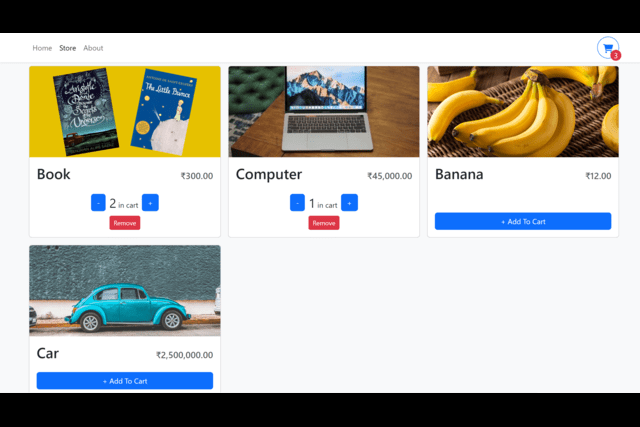 Home Store About
3
Aristotle and Dante Discover the Secrets of the Universe
The Little Prince
Book ₹300.00
- 2 in cart +
Remove
Computer ₹45,000.00
- 1 in cart +
Remove
Banana ₹12.00
+ Add To Cart
Car ₹2,500,000.00
+ Add To Cart